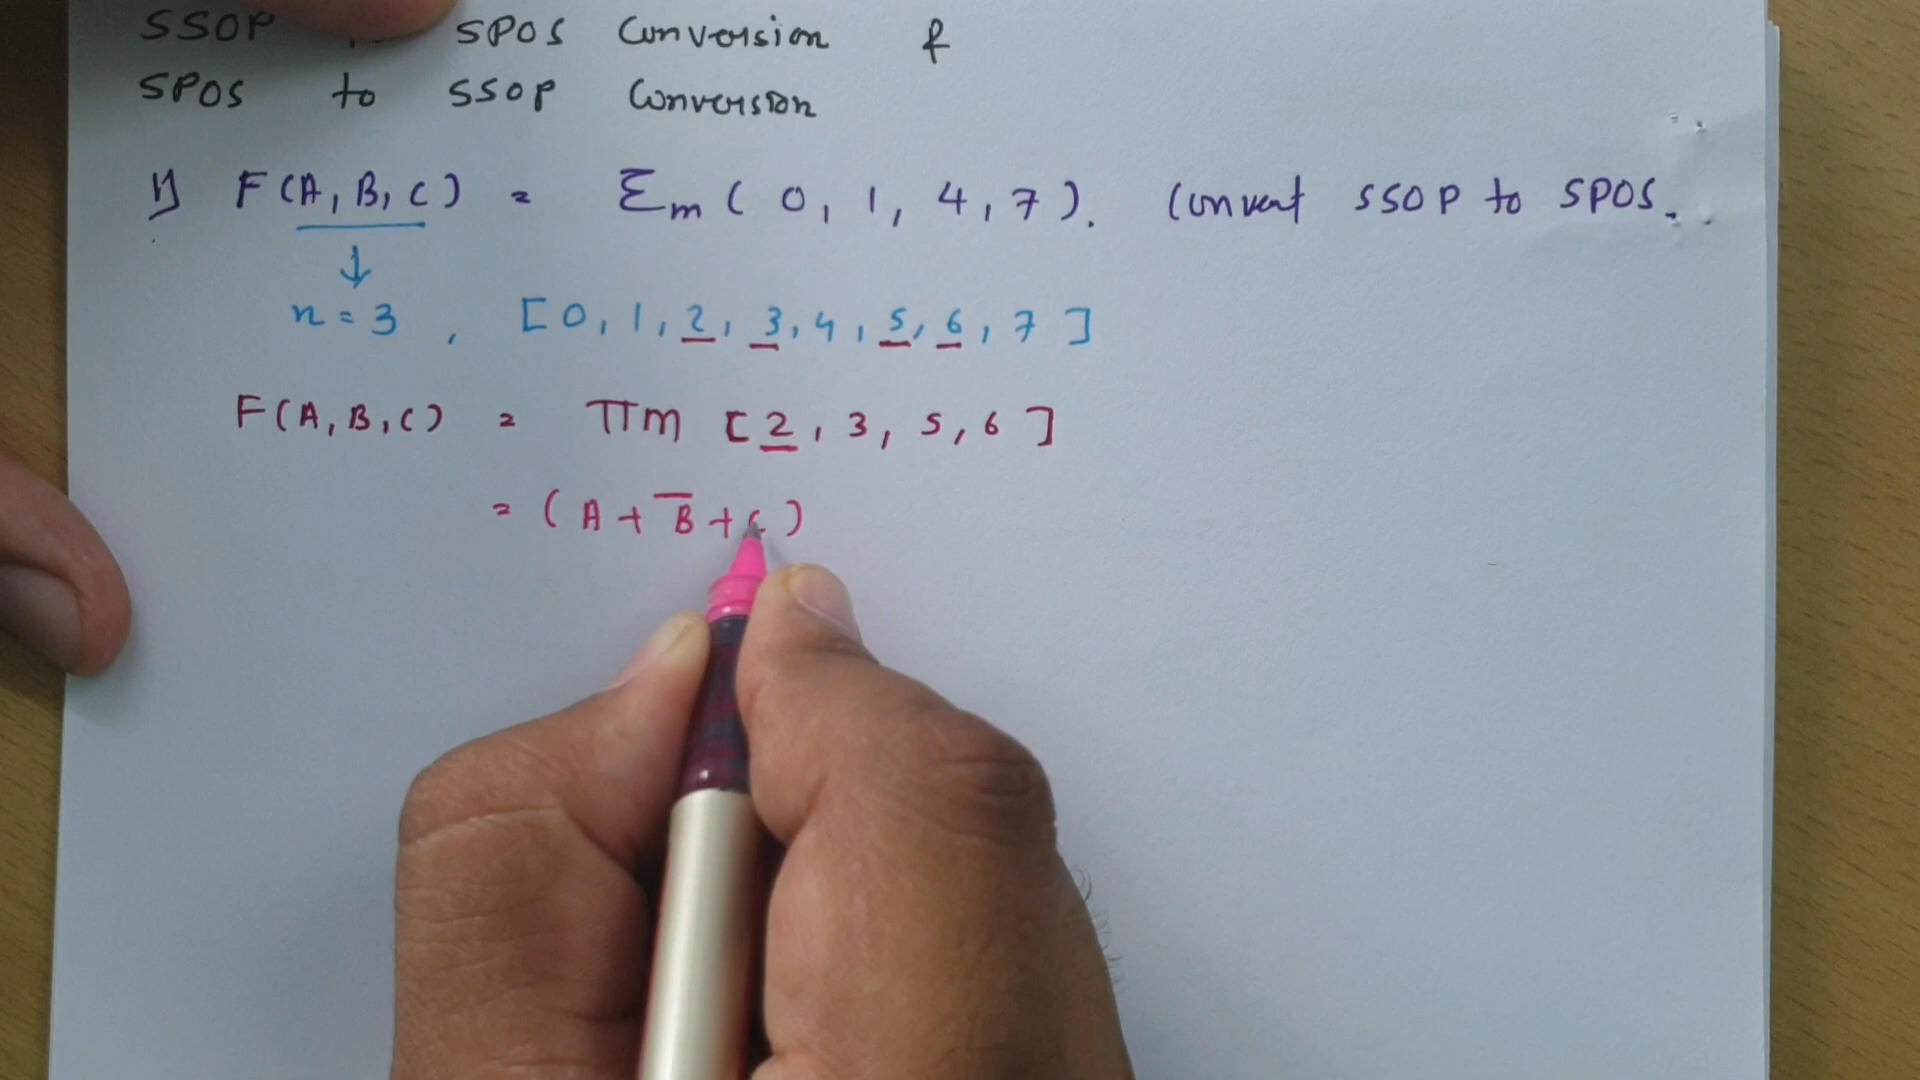 SSOP SPOS Conversion &
SPOS to SSOP Conversion
1) F(A, B, C) = Σm ( 0, 1, 4, 7 ). Convert SSOP to SPOS.
↓
n = 3 , [ 0, 1, 2, 3, 4, 5, 6, 7 ]
F(A, B, C) = ΠM [ 2, 3, 5, 6 ]
= ( A + B̅ + C )